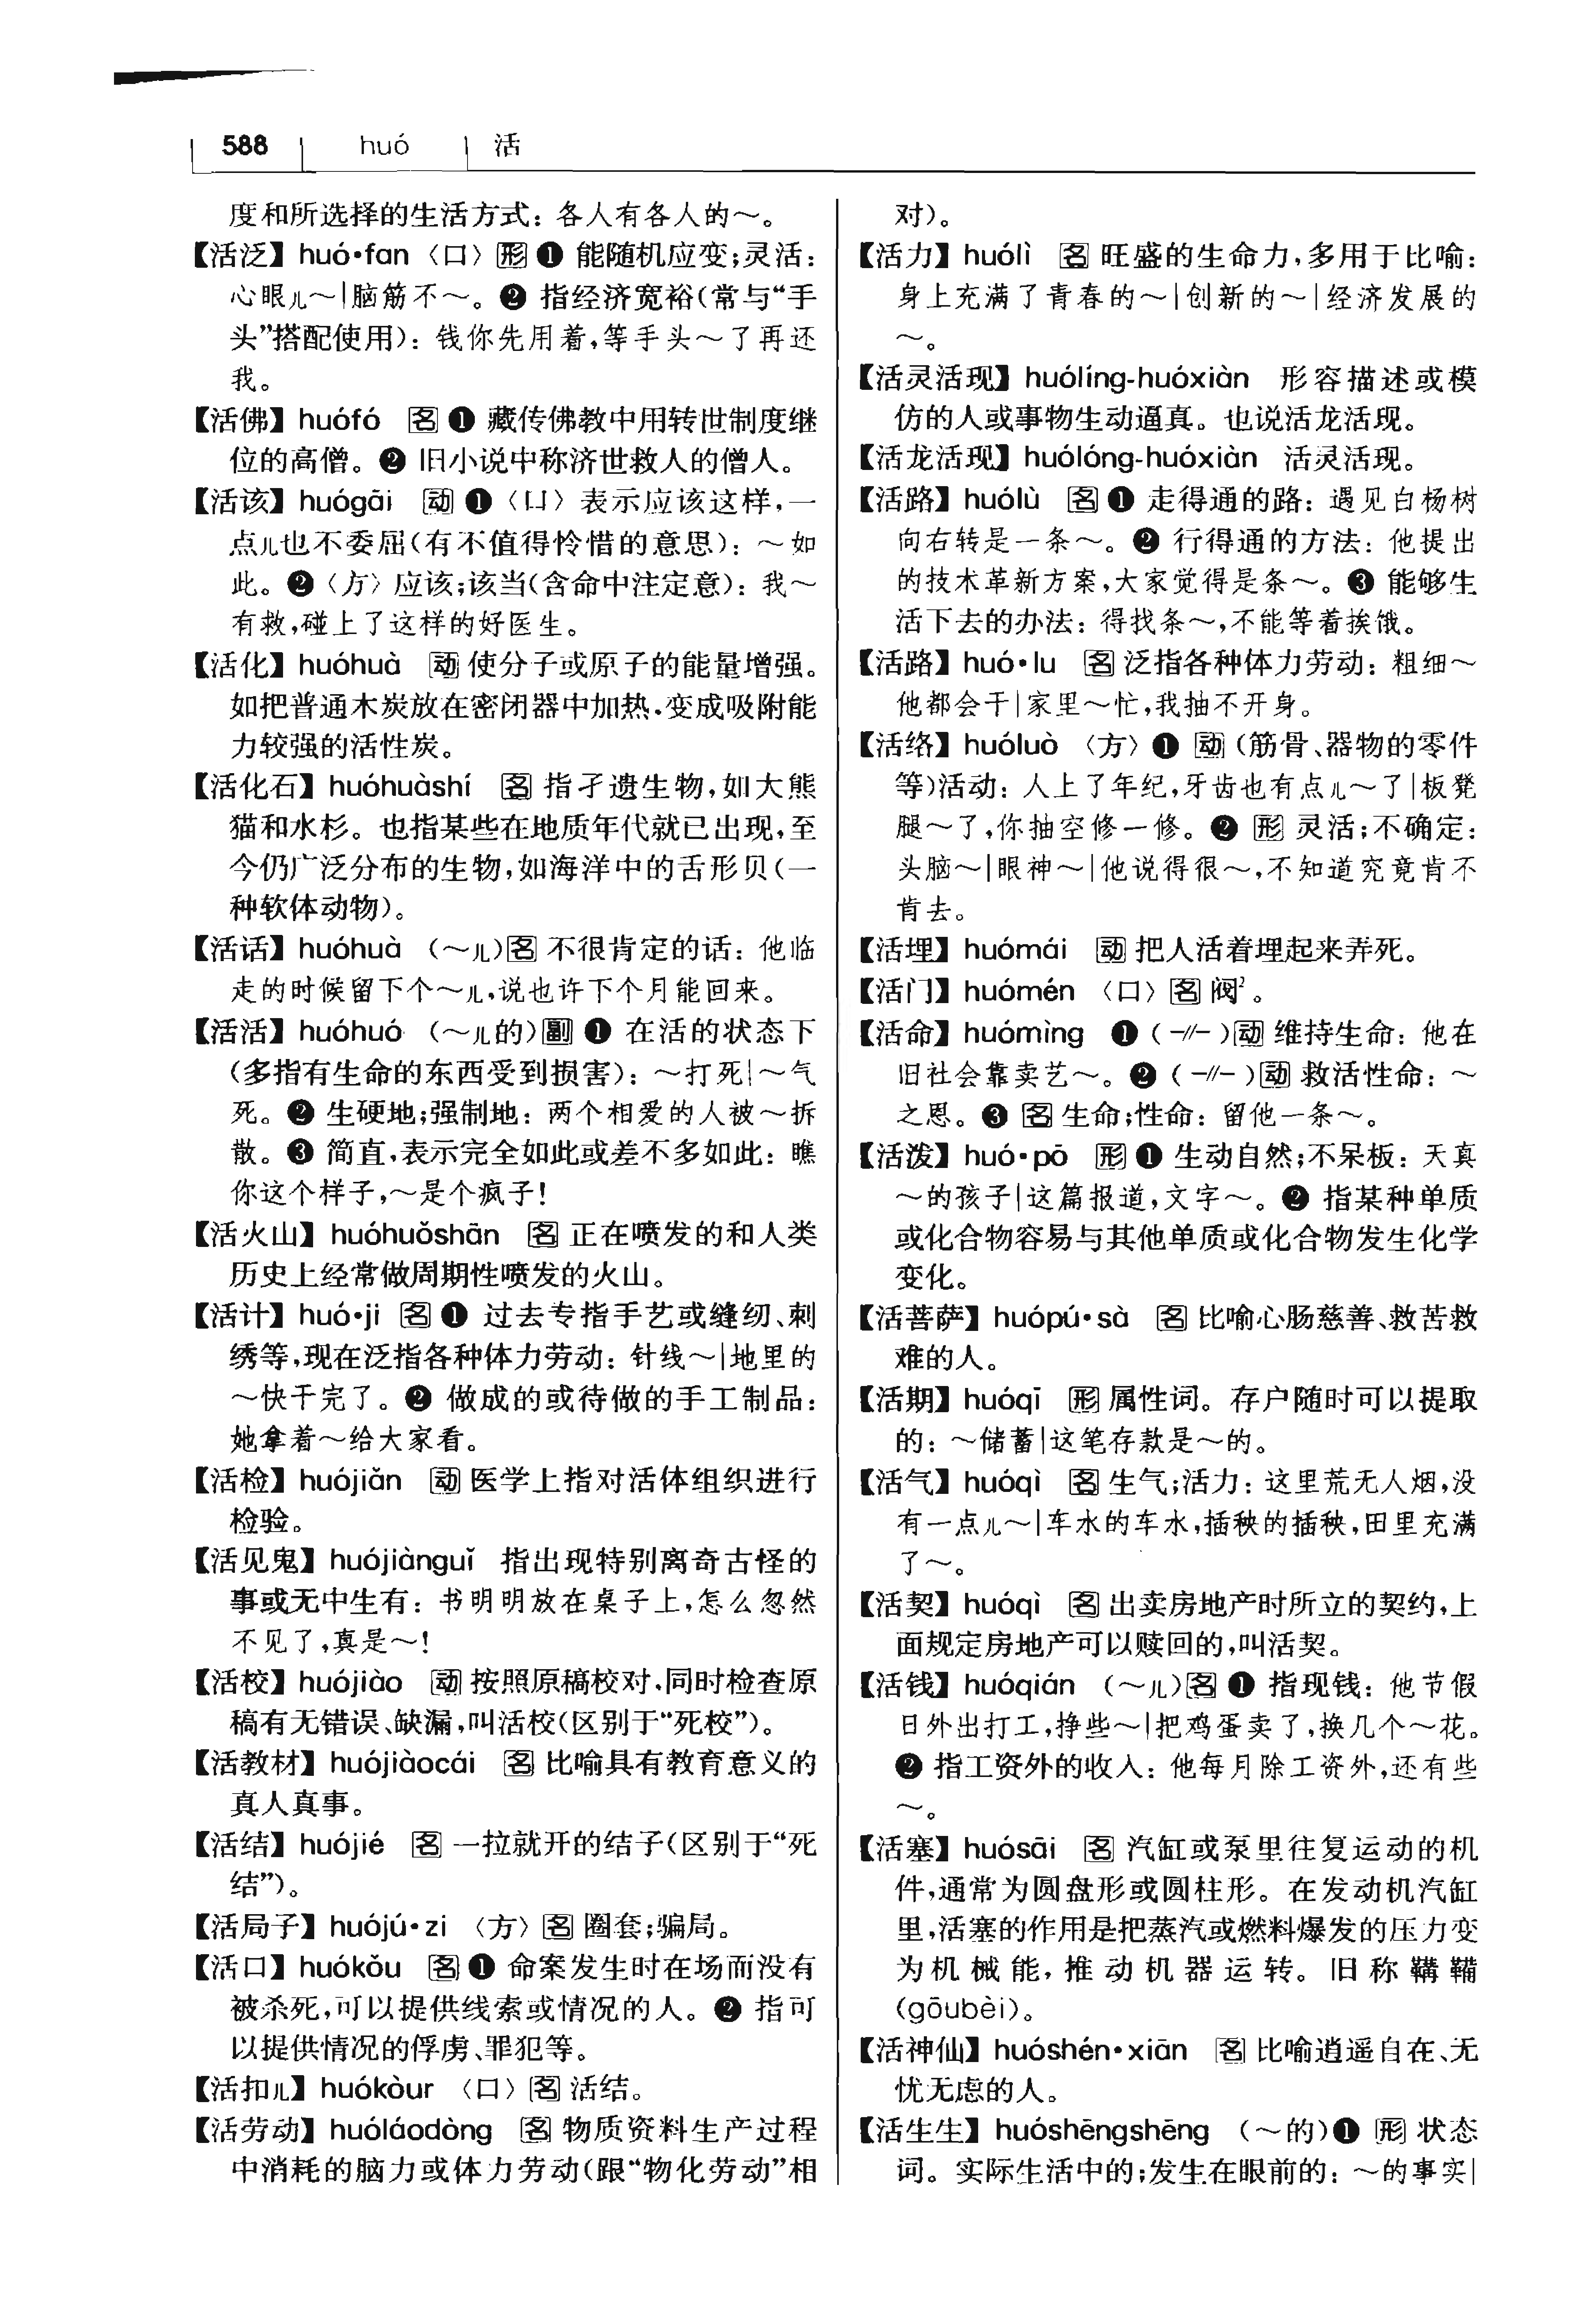 588 huó 活
度和所选择的生活方式：各人有各人的～。
【活泛】huó•fan〈口〉形❶ 能随机应变；灵活：
心眼儿～|脑筋不～。❷ 指经济宽裕（常与“手
头”搭配使用）：钱你先用着，等手头～了再还
我。
【活佛】huófó 名❶ 藏传佛教中用转世制度继
位的高僧。❷ 旧小说中称济世救人的僧人。
【活该】huógāi 动❶〈口〉表示应该这样，一
点儿也不委屈（有不值得怜惜的意思）：～如
此。❷〈方〉应该；该当（含命中注定意）：我～
有救，碰上了这样的好医生。
【活化】huóhuà 动 使分子或原子的能量增强。
如把普通木炭放在密闭器中加热，变成吸附能
力较强的活性炭。
【活化石】huóhuàshí 名 指孑遗生物，如大熊
猫和水杉。也指某些在地质年代就已出现，至
今仍广泛分布的生物，如海洋中的舌形贝（一
种软体动物）。
【活话】huóhuà （～儿）名 不很肯定的话：他临
走的时候留下个～儿，说也许下个月能回来。
【活活】huóhuó （～儿的）副❶ 在活的状态下
（多指有生命的东西受到损害）：～打死|～气
死。❷ 生硬地；强制地：两个相爱的人被～拆
散。❸ 简直，表示完全如此或差不多如此：瞧
你这个样子，～是个疯子！
【活火山】huóhuǒshān 名 正在喷发的和人类
历史上经常做周期性喷发的火山。
【活计】huó•ji 名❶ 过去专指手艺或缝纫、刺
绣等，现在泛指各种体力劳动：针线～|地里的
～快干完了。❷ 做成的或待做的手工制品：
她拿着～给大家看。
【活检】huójiǎn 动 医学上指对活体组织进行
检验。
【活见鬼】huójiànguǐ 指出现特别离奇古怪的
事或无中生有：书明明放在桌子上，怎么忽然
不见了，真是～！
【活校】huójiào 动 按照原稿校对，同时检查原
稿有无错误、缺漏，叫活校（区别于“死校”）。
【活教材】huójiàocái 名 比喻具有教育意义的
真人真事。
【活结】huójié 名 一拉就开的结子（区别于“死
结”）。
【活局子】huójú•zi〈方〉名 圈套；骗局。
【活口】huókǒu 名❶ 命案发生时在场而没有
被杀死，可以提供线索或情况的人。❷ 指可
以提供情况的俘虏、罪犯等。
【活扣儿】huókòur〈口〉名 活结。
【活劳动】huóláodòng 名 物质资料生产过程
中消耗的脑力或体力劳动（跟“物化劳动”相
对）。
【活力】huólì 名 旺盛的生命力，多用于比喻：
身上充满了青春的～|创新的～|经济发展的
～。
【活灵活现】huólíng-huóxiàn 形容描述或模
仿的人或事物生动逼真。也说活龙活现。
【活龙活现】huólóng-huóxiàn 活灵活现。
【活路】huólù 名❶ 走得通的路：遇见白杨树
向右转是一条～。❷ 行得通的方法：他提出
的技术革新方案，大家觉得是条～。❸ 能够生
活下去的办法：得找条～，不能等着挨饿。
【活路】huó•lu 名 泛指各种体力劳动：粗细～
他都会干|家里～忙，我抽不开身。
【活络】huóluò〈方〉❶ 动（筋骨、器物的零件
等）活动：人上了年纪，牙齿也有点儿～了|板凳
腿～了，你抽空修一修。❷ 形 灵活；不确定：
头脑～|眼神～|他说得很～，不知道究竟肯不
肯去。
【活埋】huómái 动 把人活着埋起来弄死。
【活门】huómén〈口〉名 阀²。
【活命】huómìng ❶（-//-）动 维持生命：他在
旧社会靠卖艺～。❷（-//-）动 救活性命：～
之恩。❸ 名 生命；性命：留他一条～。
【活泼】huó•pō 形❶ 生动自然；不呆板：天真
～的孩子|这篇报道，文字～。❷ 指某种单质
或化合物容易与其他单质或化合物发生化学
变化。
【活菩萨】huópú•sà 名 比喻心肠慈善、救苦救
难的人。
【活期】huóqī 形 属性词。存户随时可以提取
的：～储蓄|这笔存款是～的。
【活气】huóqì 名 生气；活力：这里荒无人烟，没
有一点儿～|车水的车水，插秧的插秧，田里充满
了～。
【活契】huóqì 名 出卖房地产时所立的契约，上
面规定房地产可以赎回的，叫活契。
【活钱】huóqián （～儿）名❶ 指现钱：他节假
日外出打工，挣些～|把鸡蛋卖了，换几个～花。
❷ 指工资外的收入：他每月除工资外，还有些
～。
【活塞】huósāi 名 汽缸或泵里往复运动的机
件，通常为圆盘形或圆柱形。在发动机汽缸
里，活塞的作用是把蒸汽或燃料爆发的压力变
为机械能，推动机器运转。旧称鞲鞴
(gōubèi)。
【活神仙】huóshén•xiān 名 比喻逍遥自在、无
忧无虑的人。
【活生生】huóshēngshēng （～的）❶ 形 状态
词。实际生活中的；发生在眼前的：～的事实|